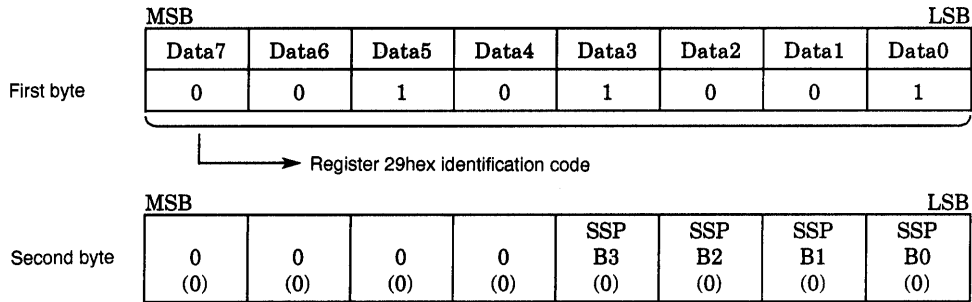 MSB LSB
Data7 Data6 Data5 Data4 Data3 Data2 Data1 Data0
First byte 0 0 1 0 1 0 0 1
Register 29hex identification code
MSB LSB
SSP SSP SSP SSP
Second byte 0 0 0 0 B3 B2 B1 B0
(0) (0) (0) (0) (0) (0) (0) (0)